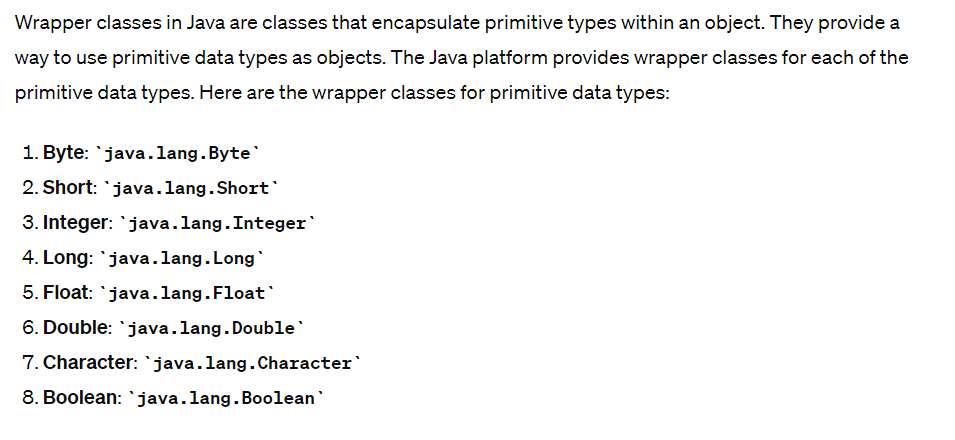 Wrapper classes in Java are classes that encapsulate primitive types within an object. They provide a
way to use primitive data types as objects. The Java platform provides wrapper classes for each of the
primitive data types. Here are the wrapper classes for primitive data types:
1. Byte: `java.lang.Byte`
2. Short: `java.lang.Short`
3. Integer: `java.lang.Integer`
4. Long: `java.lang.Long`
5. Float: `java.lang.Float`
6. Double: `java.lang.Double`
7. Character: `java.lang.Character`
8. Boolean: `java.lang.Boolean`